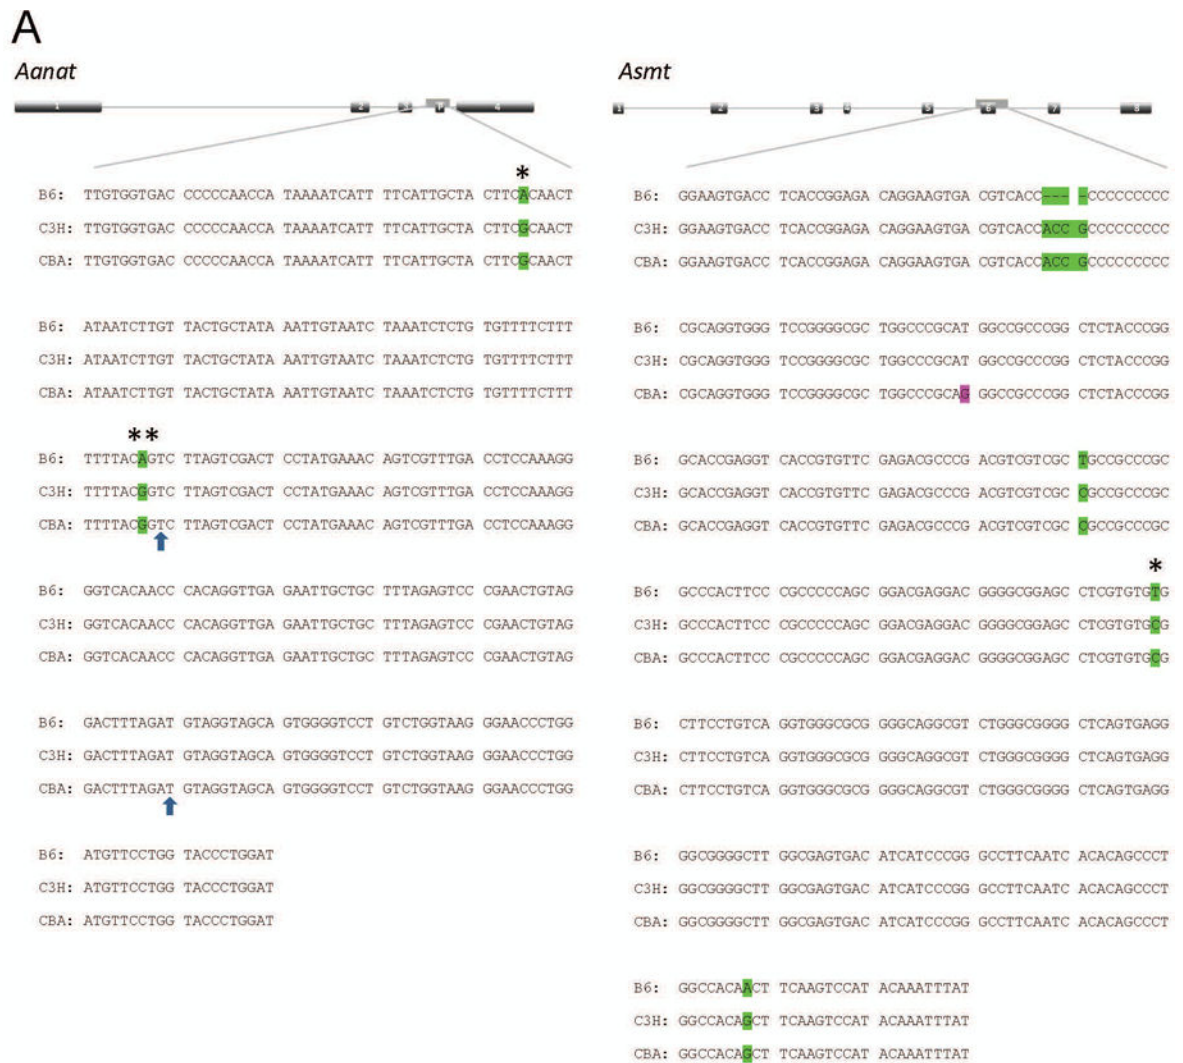 A
Aanat
1 2 3 4
*
B6: TTGTGGTGAC CCCCCAACCA TAAAATCATT TTCATTGCTA CTTCACAACT
C3H: TTGTGGTGAC CCCCCAACCA TAAAATCATT TTCATTGCTA CTTCGCAACT
CBA: TTGTGGTGAC CCCCCAACCA TAAAATCATT TTCATTGCTA CTTCGCAACT
B6: ATAATCTTGT TACTGCTATA AATTGTAATC TAAATCTCTG TGTTTTCTTT
C3H: ATAATCTTGT TACTGCTATA AATTGTAATC TAAATCTCTG TGTTTTCTTT
CBA: ATAATCTTGT TACTGCTATA AATTGTAATC TAAATCTCTG TGTTTTCTTT
**
B6: TTTTACAGTC TTAGTCGACT CCTATGAAAC AGTCGTTTGA CCTCCAAAGG
C3H: TTTTACGGTC TTAGTCGACT CCTATGAAAC AGTCGTTTGA CCTCCAAAGG
CBA: TTTTACGGTC TTAGTCGACT CCTATGAAAC AGTCGTTTGA CCTCCAAAGG
B6: GGTCACAACC CACAGGTTGA GAATTGCTGC TTTAGAGTCC CGAACTGTAG
C3H: GGTCACAACC CACAGGTTGA GAATTGCTGC TTTAGAGTCC CGAACTGTAG
CBA: GGTCACAACC CACAGGTTGA GAATTGCTGC TTTAGAGTCC CGAACTGTAG
B6: GACTTTAGAT GTAGGTAGCA GTGGGGTCCT GTCTGGTAAG GGAACCCTGG
C3H: GACTTTAGAT GTAGGTAGCA GTGGGGTCCT GTCTGGTAAG GGAACCCTGG
CBA: GACTTTAGAT GTAGGTAGCA GTGGGGTCCT GTCTGGTAAG GGAACCCTGG
B6: ATGTTCCTGG TACCCTGGAT
C3H: ATGTTCCTGG TACCCTGGAT
CBA: ATGTTCCTGG TACCCTGGAT
Asmt
1 2 3 4 5 6 7 8
B6: GGAAGTGACC TCACCGGAGA CAGGAAGTGA CGTCACC--- -CCCCCCCCC
C3H: GGAAGTGACC TCACCGGAGA CAGGAAGTGA CGTCACCACC GCCCCCCCCC
CBA: GGAAGTGACC TCACCGGAGA CAGGAAGTGA CGTCACCACC GCCCCCCCCC
B6: CGCAGGTGGG TCCGGGGCGC TGGCCCGCAT GGCCGCCCGG CTCTACCCGG
C3H: CGCAGGTGGG TCCGGGGCGC TGGCCCGCAT GGCCGCCCGG CTCTACCCGG
CBA: CGCAGGTGGG TCCGGGGCGC TGGCCCGCAG GGCCGCCCGG CTCTACCCGG
B6: GCACCGAGGT CACCGTGTTC GAGACGCCCG ACGTCGTCGC TGCCGCCCGC
C3H: GCACCGAGGT CACCGTGTTC GAGACGCCCG ACGTCGTCGC CGCCGCCCGC
CBA: GCACCGAGGT CACCGTGTTC GAGACGCCCG ACGTCGTCGC CGCCGCCCGC
*
B6: GCCCACTTCC CGCCCCCAGC GGACGAGGAC GGGGCGGAGC CTCGTGTGTG
C3H: GCCCACTTCC CGCCCCCAGC GGACGAGGAC GGGGCGGAGC CTCGTGTGCG
CBA: GCCCACTTCC CGCCCCCAGC GGACGAGGAC GGGGCGGAGC CTCGTGTGCG
B6: CTTCCTGTCA GGTGGGCGCG GGGCAGGCGT CTGGGCGGGG CTCAGTGAGG
C3H: CTTCCTGTCA GGTGGGCGCG GGGCAGGCGT CTGGGCGGGG CTCAGTGAGG
CBA: CTTCCTGTCA GGTGGGCGCG GGGCAGGCGT CTGGGCGGGG CTCAGTGAGG
B6: GGCGGGGCTT GGCGAGTGAC ATCATCCCGG GCCTTCAATC ACACAGCCCT
C3H: GGCGGGGCTT GGCGAGTGAC ATCATCCCGG GCCTTCAATC ACACAGCCCT
CBA: GGCGGGGCTT GGCGAGTGAC ATCATCCCGG GCCTTCAATC ACACAGCCCT
B6: GGCCACAACT TCAAGTCCAT ACAAATTTAT
C3H: GGCCACAGCT TCAAGTCCAT ACAAATTTAT
CBA: GGCCACAGCT TCAAGTCCAT ACAAATTTAT